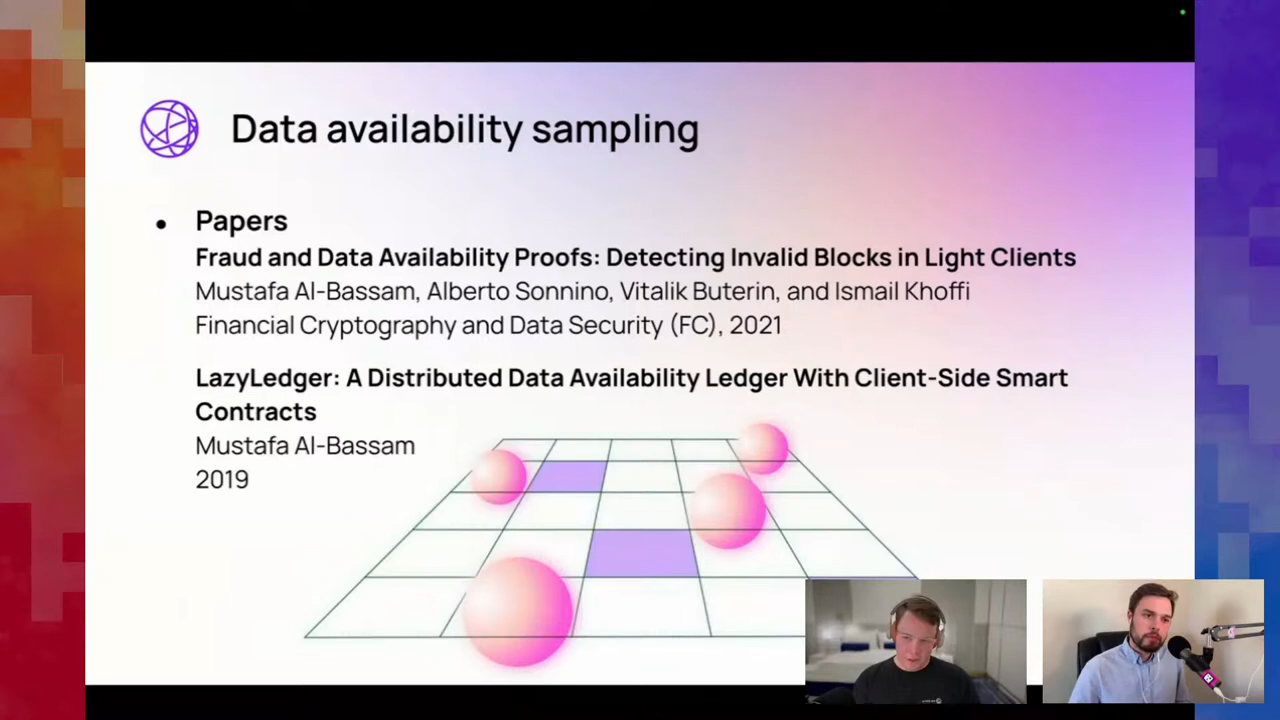 Data availability sampling
• Papers
Fraud and Data Availability Proofs: Detecting Invalid Blocks in Light Clients
Mustafa Al-Bassam, Alberto Sonnino, Vitalik Buterin, and Ismail Khoffi
Financial Cryptography and Data Security (FC), 2021
LazyLedger: A Distributed Data Availability Ledger With Client-Side Smart
Contracts
Mustafa Al-Bassam
2019